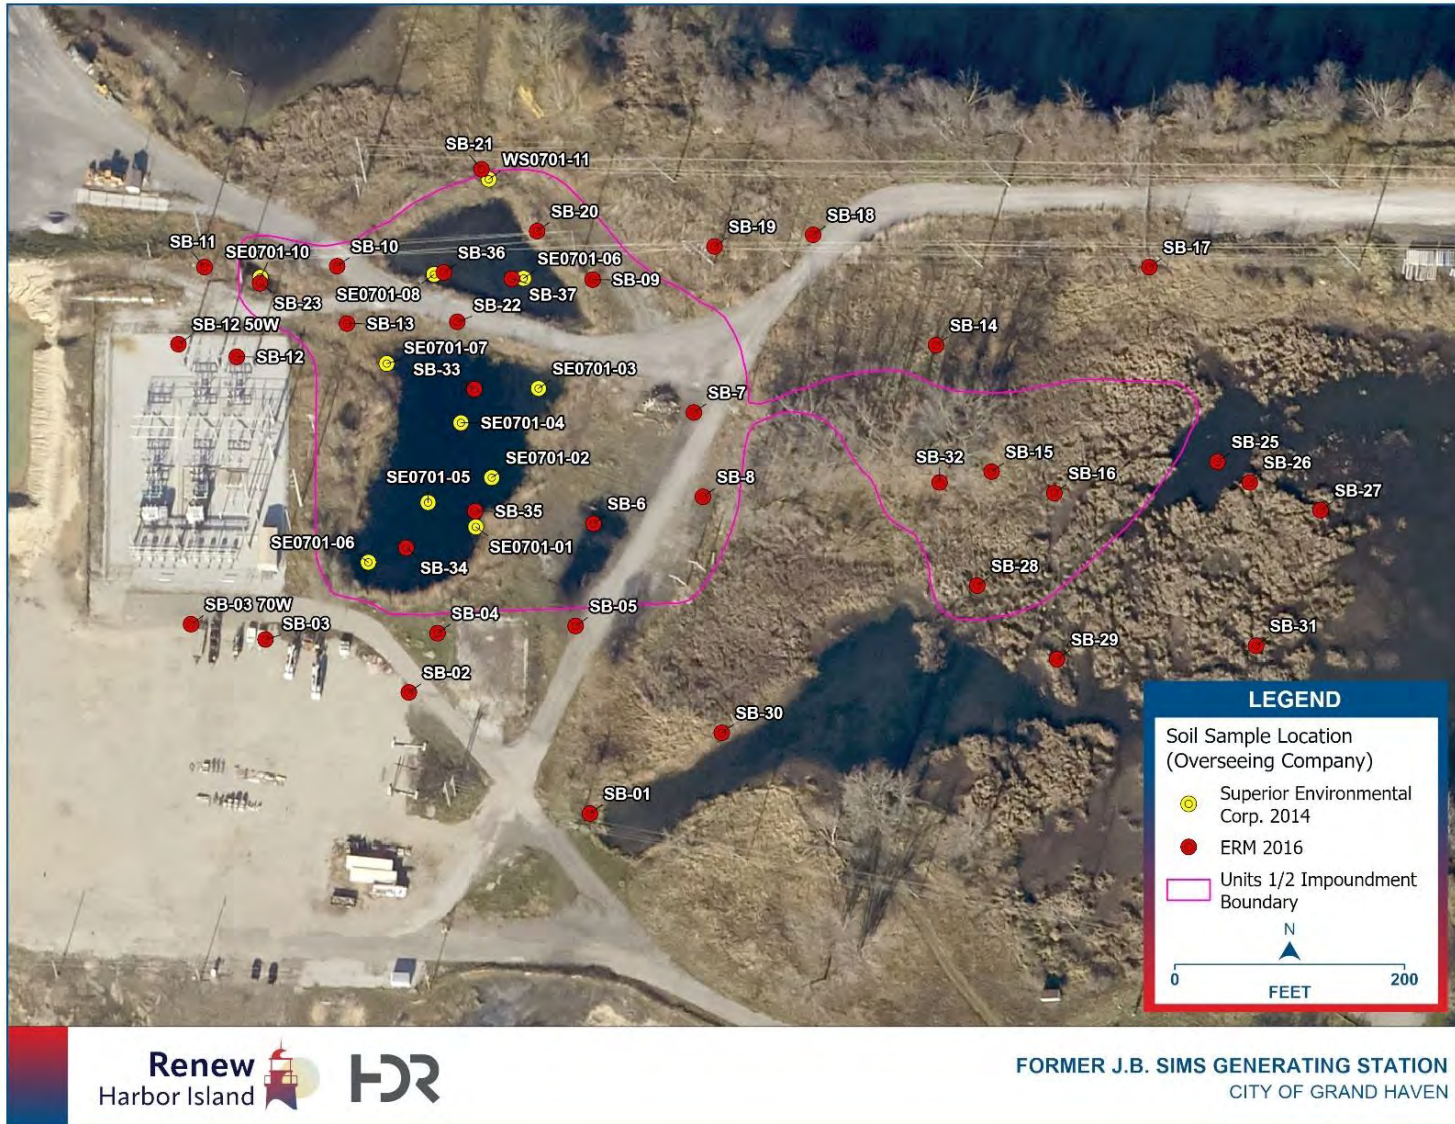 SB-21
WS0701-11
SB-20
SB-19
SB-18
SB-17
SB-11
SE0701-10
SB-10
SB-36
SE0701-06
SE0701-08
SB-37
SB-09
SB-23
SB-22
SB-13
SB-12 50W
SB-12
SB-14
SE0701-07
SB-33
SE0701-03
SB-7
SE0701-04
SE0701-02
SE0701-05
SB-8
SB-32
SB-15
SB-16
SB-25
SB-26
SB-27
SB-35
SB-6
SE0701-06
SE0701-01
SB-34
SB-28
SB-03 70W
SB-03
SB-04
SB-05
SB-29
SB-31
SB-02
SB-30
SB-01
LEGEND
Soil Sample Location
(Overseeing Company)
Superior Environmental
Corp. 2014
ERM 2016
Units 1/2 Impoundment
Boundary
N
0 200
FEET
Renew
Harbor Island
HDR
FORMER J.B. SIMS GENERATING STATION
CITY OF GRAND HAVEN